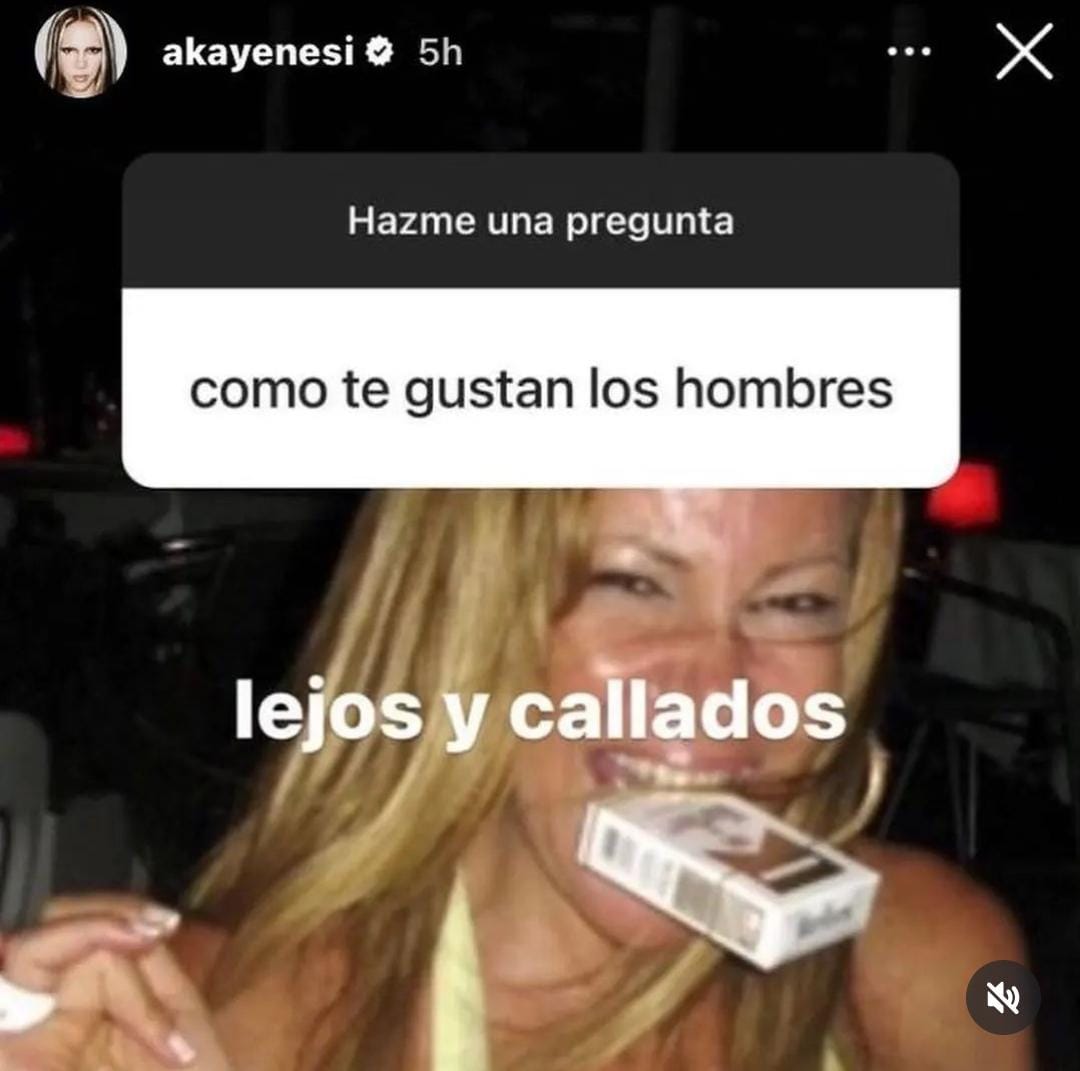 akayenesi 5h
Hazme una pregunta
como te gustan los hombres
lejos y callados